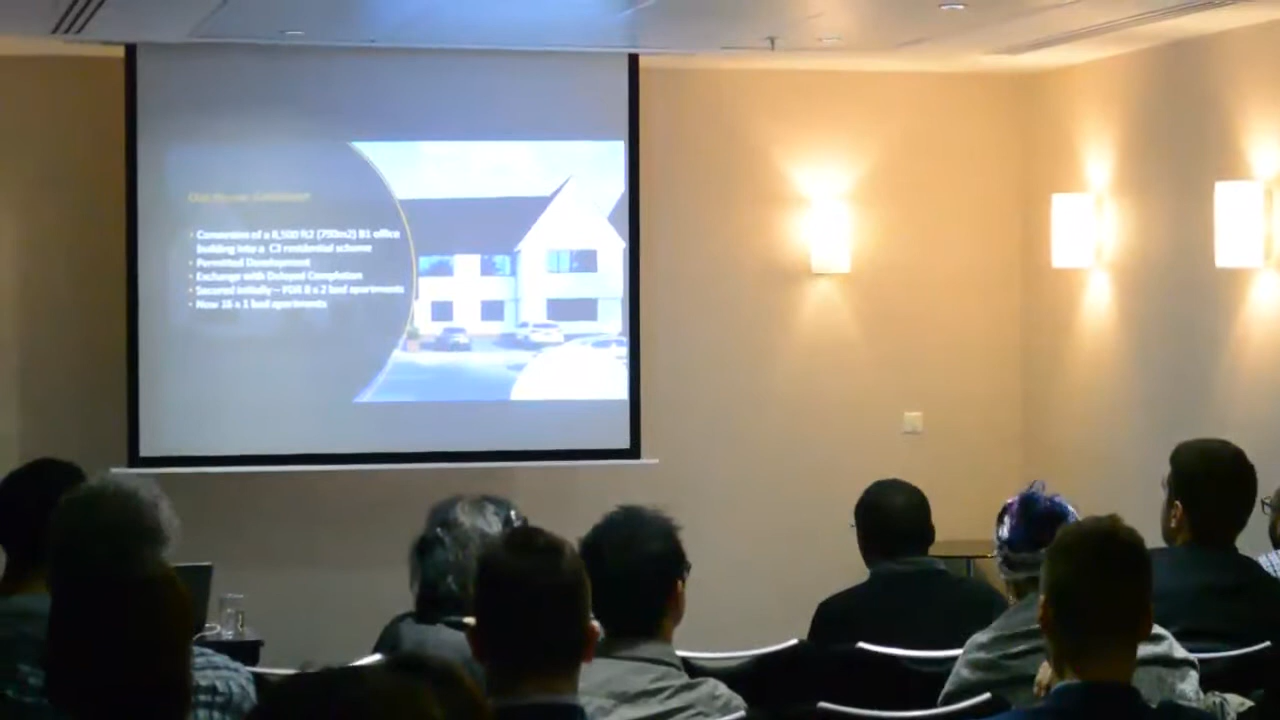 • Conversion of a 8,500 ft2 (790m2) B1 office
building into a C3 residential scheme
• Permitted Development
• Exchange with Delayed Completion
• Secured initially – PDR 8 x 2 bed apartments
• Now 16 x 1 bed apartments